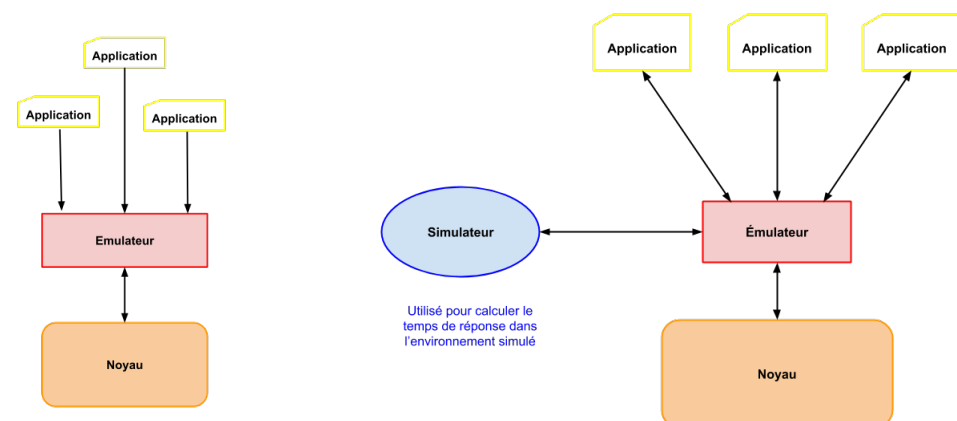 Application
Application
Application
Emulateur
Noyau
Application
Application
Application
Simulateur
Émulateur
Utilisé pour calculer le
temps de réponse dans
l'environnement simulé
Noyau